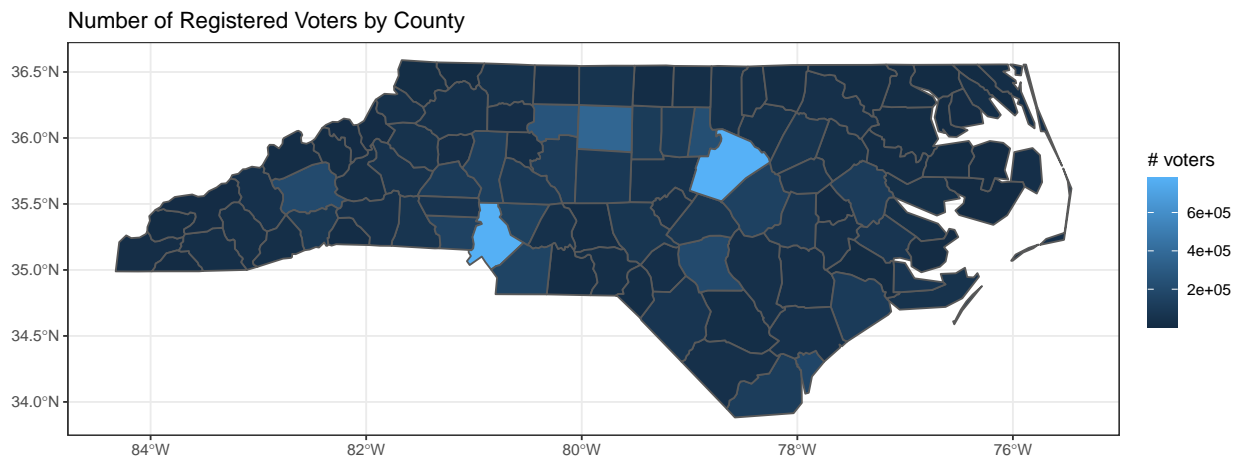 Number of Registered Voters by County
36.5°N
36.0°N
35.5°N
35.0°N
34.5°N
34.0°N
84°W
82°W
80°W
78°W
76°W
# voters
6e+05
4e+05
2e+05